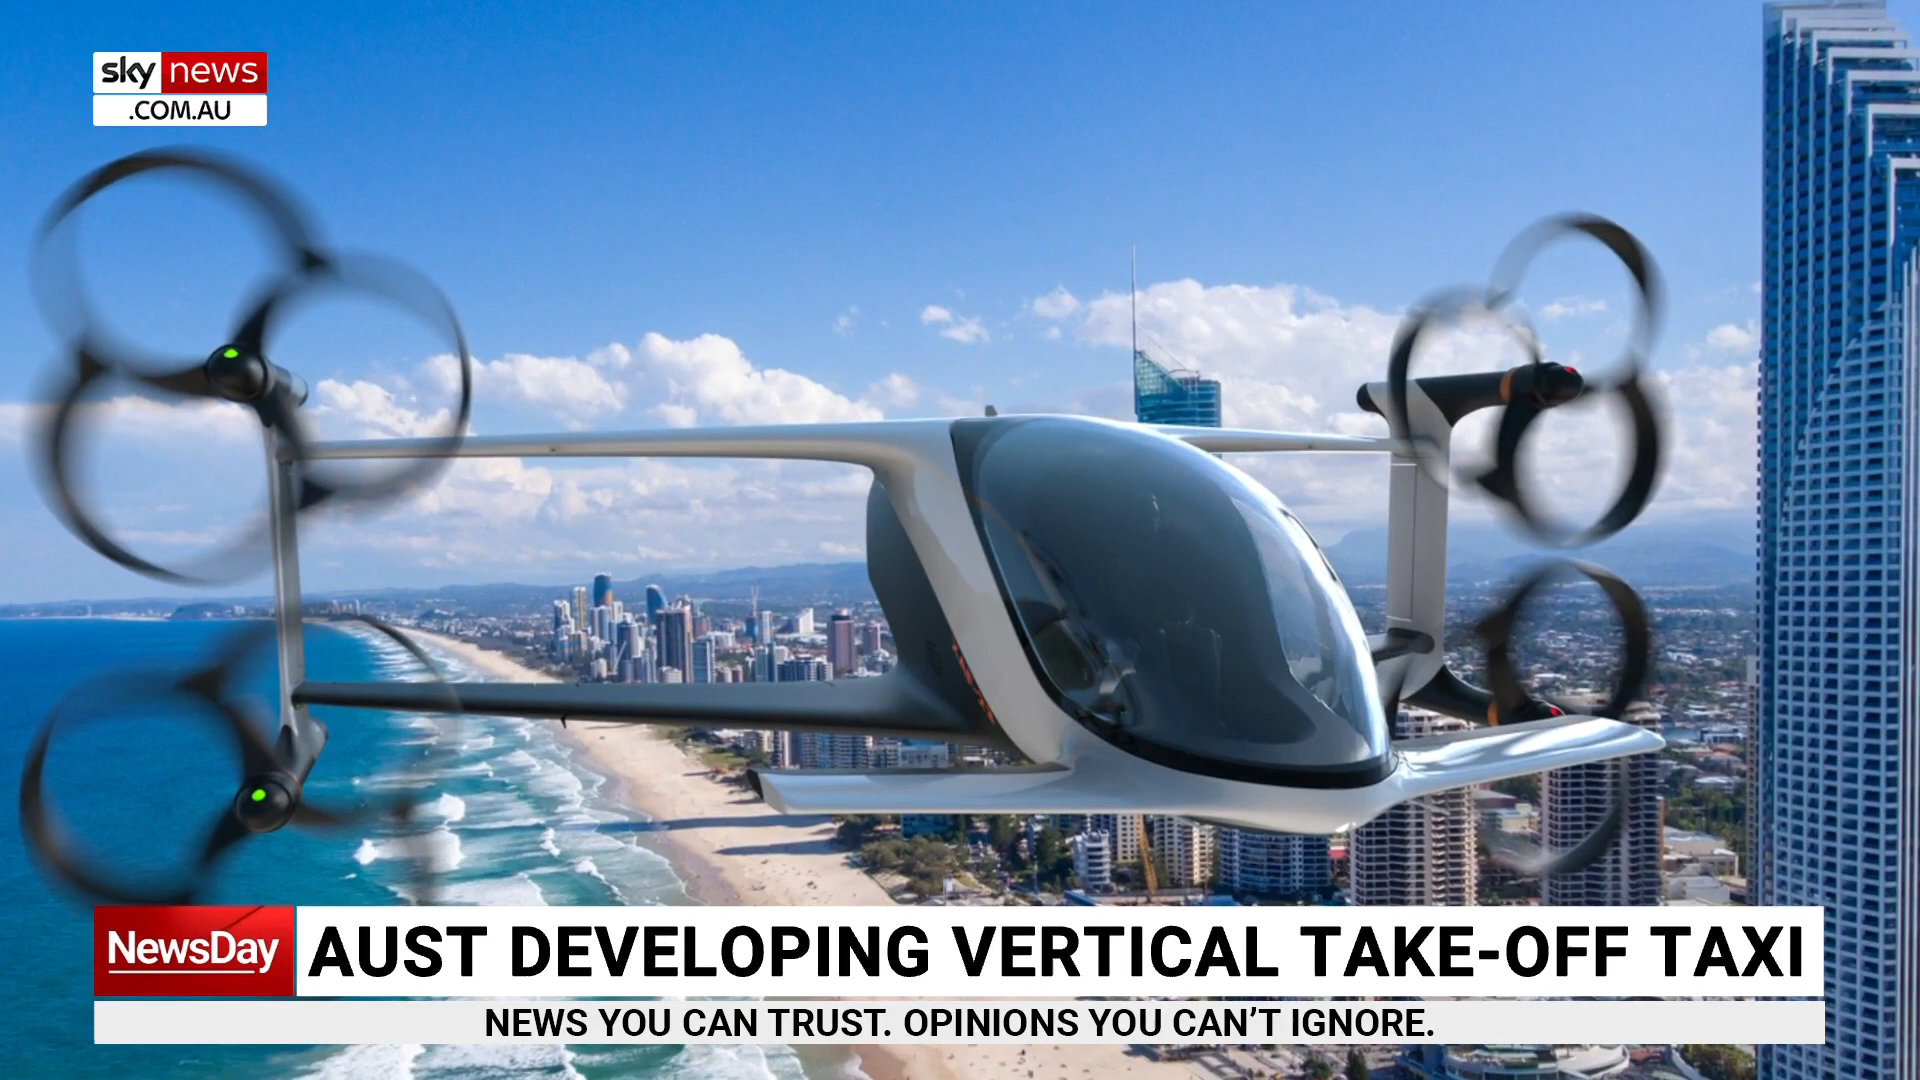 sky news
.COM.AU
NewsDay
AUST DEVELOPING VERTICAL TAKE-OFF TAXI
NEWS YOU CAN TRUST. OPINIONS YOU CAN'T IGNORE.